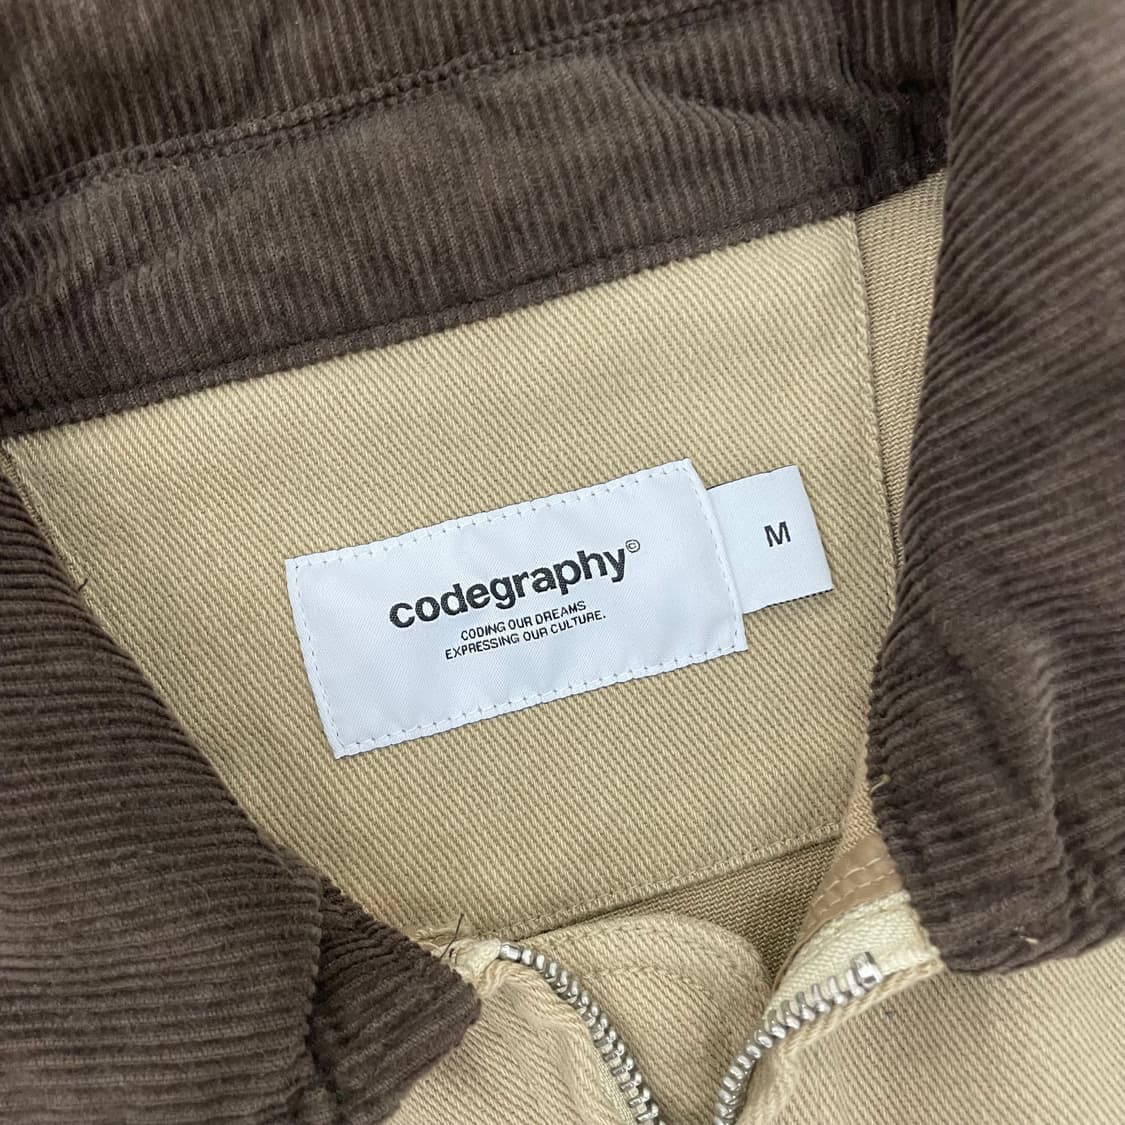 codegraphy©
CODING OUR DREAMS
EXPRESSING OUR CULTURE.
M